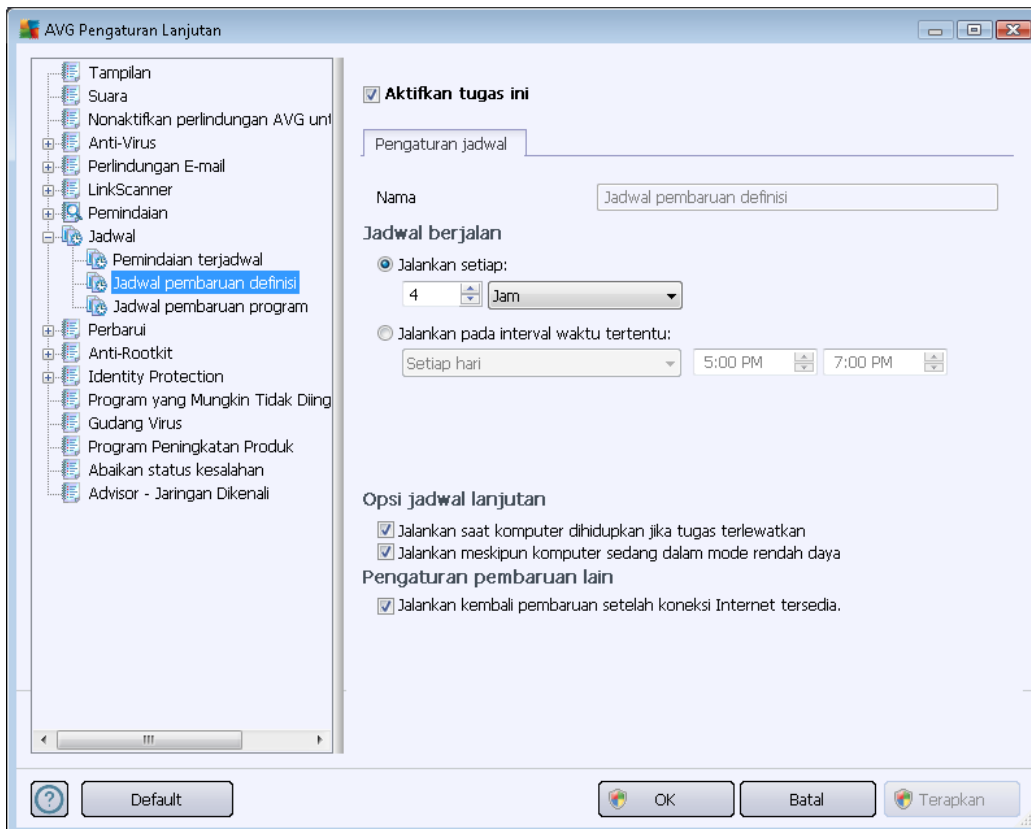 AVG Pengaturan Lanjutan
Tampilan
Suara
Nonaktifkan perlindungan AVG unt
Anti-Virus
Perlindungan E-mail
LinkScanner
Pemindaian
Jadwal
Pemindaian terjadwal
Jadwal pembaruan definisi
Jadwal pembaruan program
Perbarui
Anti-Rootkit
Identity Protection
Program yang Mungkin Tidak Diing
Gudang Virus
Program Peningkatan Produk
Abaikan status kesalahan
Advisor - Jaringan Dikenali
Aktifkan tugas ini
Pengaturan jadwal
Nama Jadwal pembaruan definisi
Jadwal berjalan
Jalankan setiap:
4 Jam
Jalankan pada interval waktu tertentu:
Setiap hari 5:00 PM 7:00 PM
Opsi jadwal lanjutan
Jalankan saat komputer dihidupkan jika tugas terlewatkan
Jalankan meskipun komputer sedang dalam mode rendah daya
Pengaturan pembaruan lain
Jalankan kembali pembaruan setelah koneksi Internet tersedia.
? Default OK Batal Terapkan